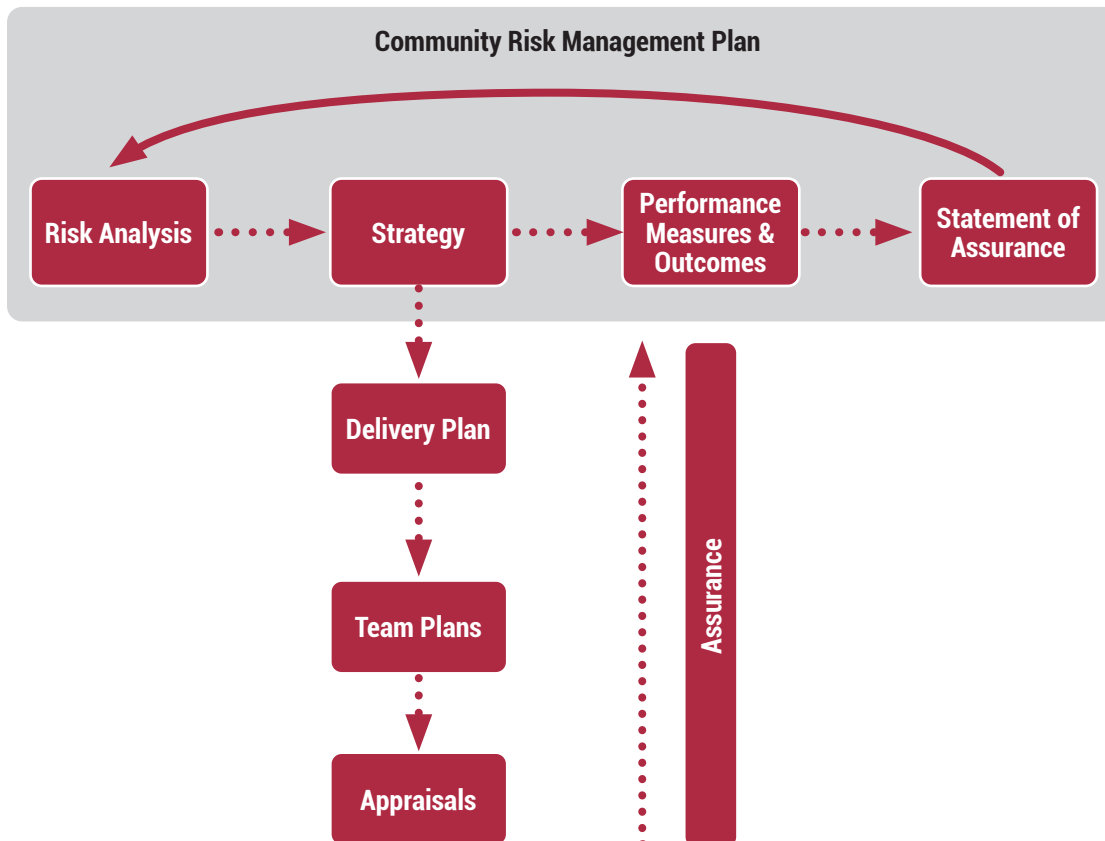 Community Risk Management Plan
Risk Analysis
Strategy
Performance
Measures &
Outcomes
Statement of
Assurance
Delivery Plan
Team Plans
Appraisals
Assurance